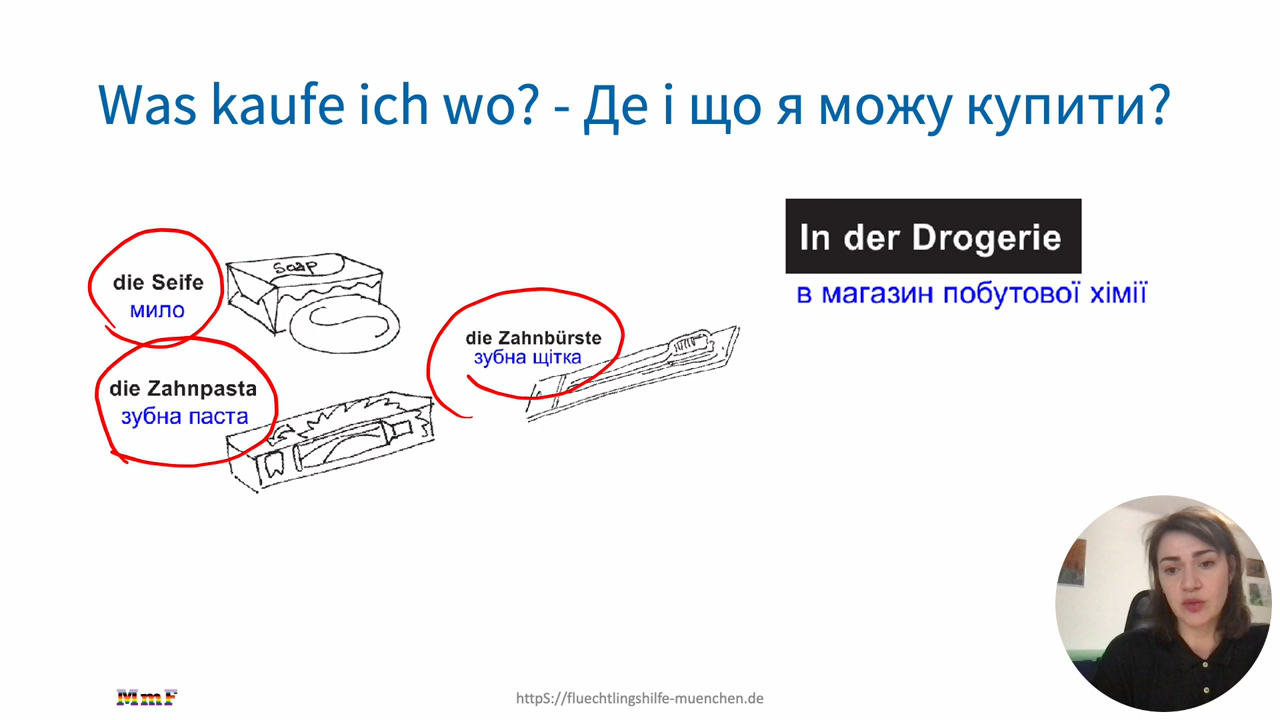 Was kaufe ich wo? - Де і що я можу купити?
In der Drogerie
в магазин побутової хімії
die Seife
мило
soap
die Zahnbürste
зубна щітка
die Zahnpasta
зубна паста
MmF
httpS://fluechtlingshilfe-muenchen.de